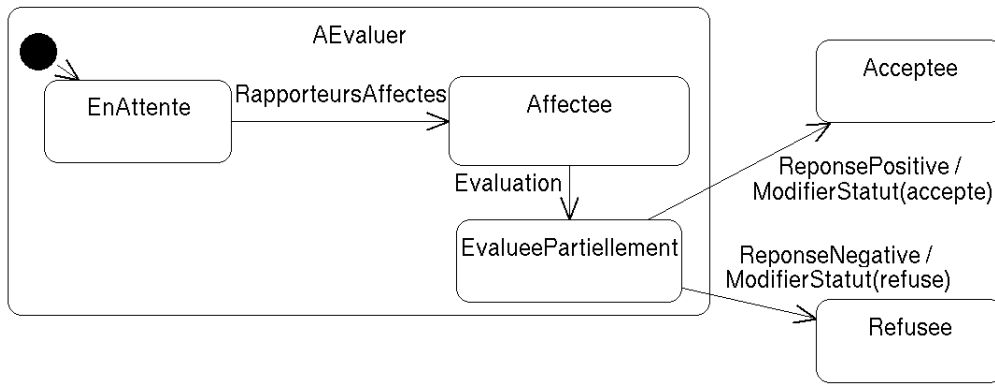 AEvaluer
EnAttente
RapporteursAffectes
Affectee
Acceptee
Evaluation
ReponsePositive /
ModifierStatut(accepte)
EvalueePartiellement
ReponseNegative /
ModifierStatut(refuse)
Refusee